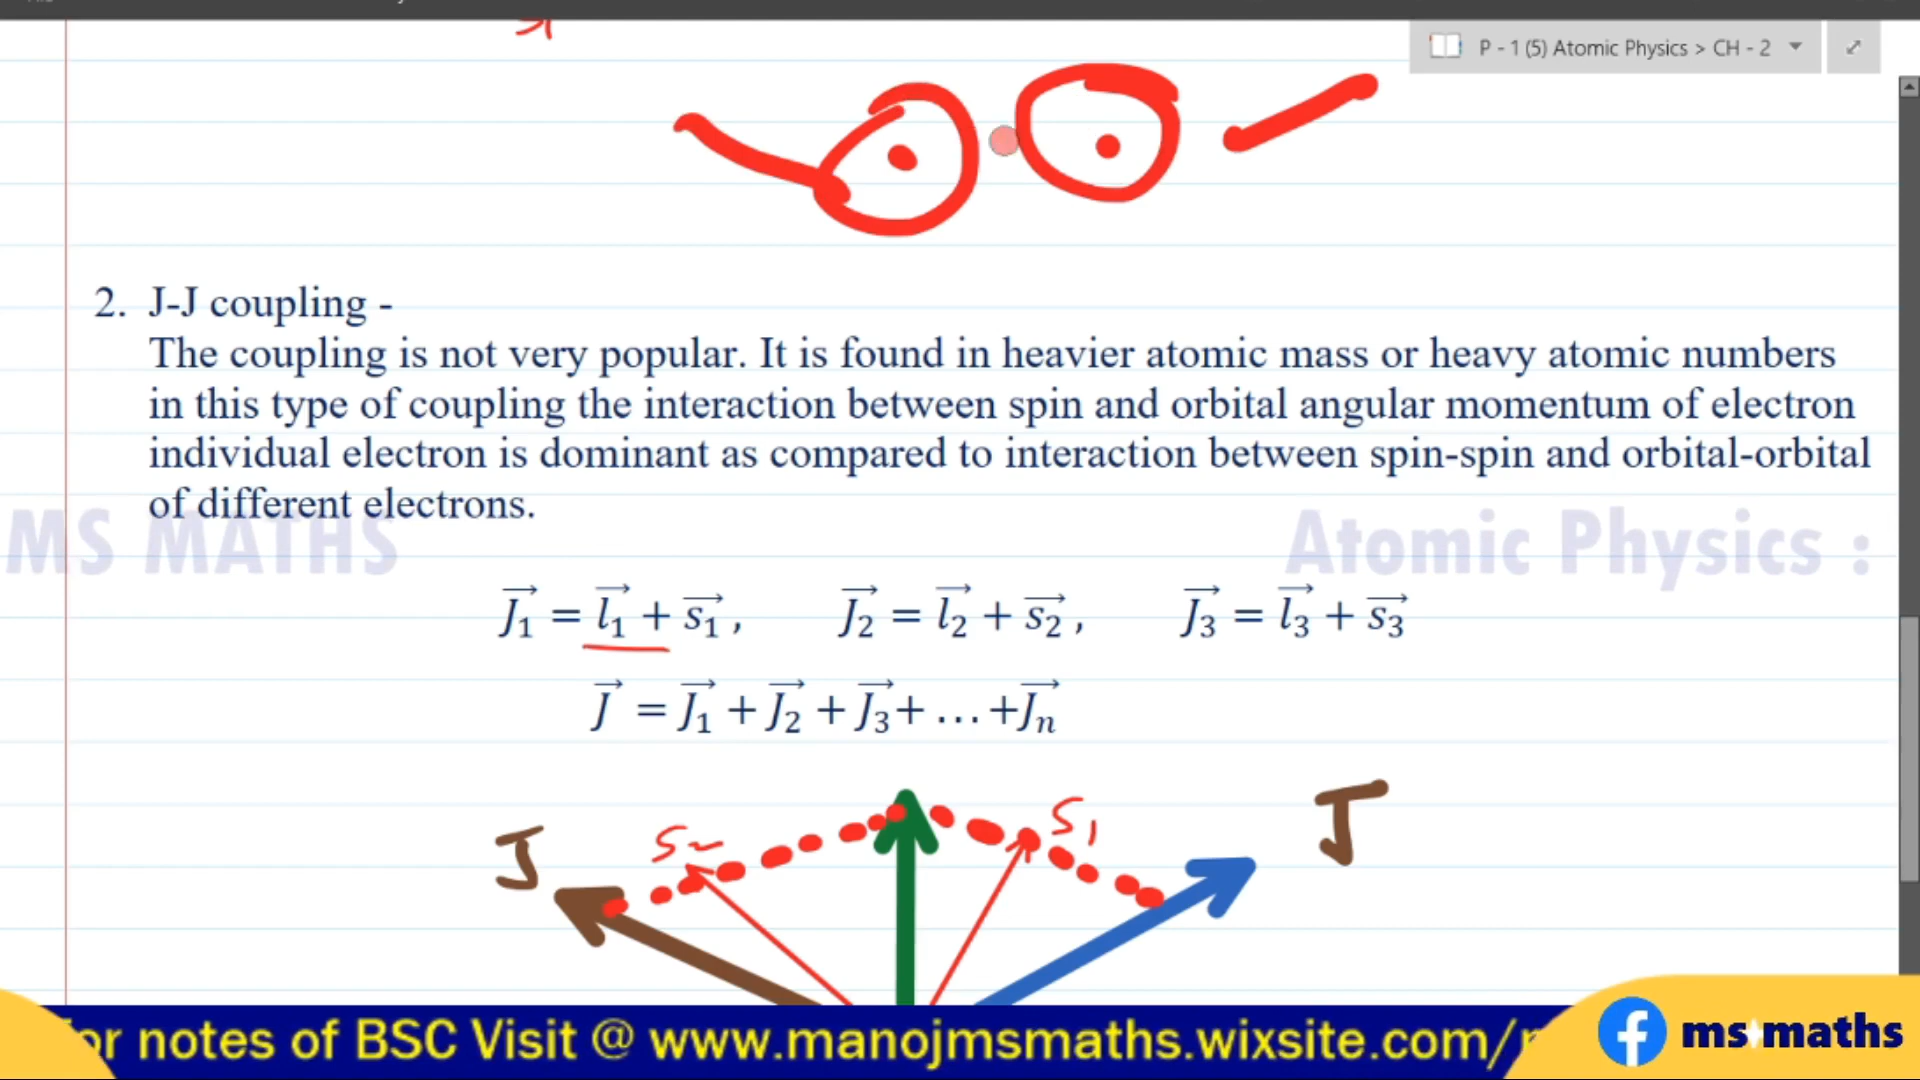 P - 1 (5) Atomic Physics > CH - 2
2. J-J coupling -
The coupling is not very popular. It is found in heavier atomic mass or heavy atomic numbers
in this type of coupling the interaction between spin and orbital angular momentum of electron
individual electron is dominant as compared to interaction between spin-spin and orbital-orbital
of different electrons.
MS MATHS
Atomic Physics :
J₁⃗ = l₁⃗ + s₁⃗ , J₂⃗ = l₂⃗ + s₂⃗ , J₃⃗ = l₃⃗ + s₃⃗
J⃗ = J₁⃗ + J₂⃗ + J₃⃗ + ... + Jₙ⃗
J S₂ S₁ J
or notes of BSC Visit @ www.manojmsmaths.wixsite.com/
ms maths